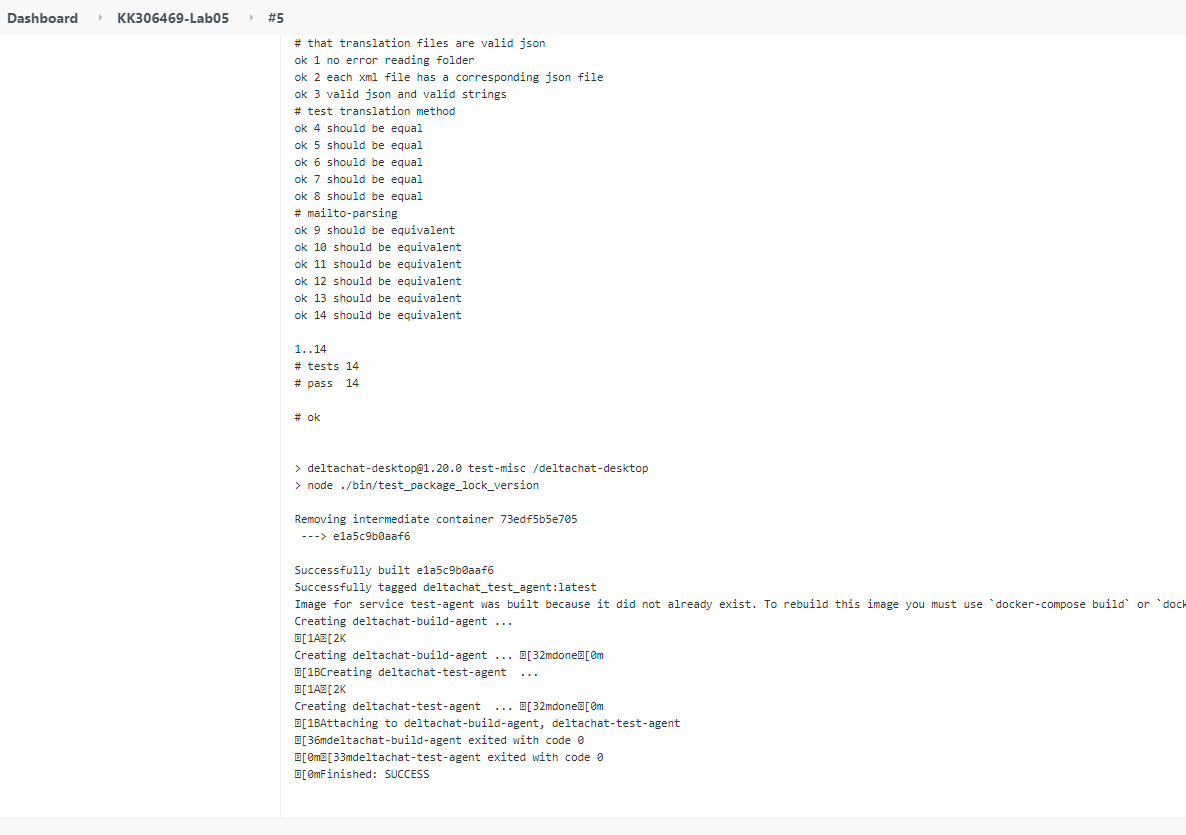 Dashboard › KK306469-Lab05 › #5
# that translation files are valid json
ok 1 no error reading folder
ok 2 each xml file has a corresponding json file
ok 3 valid json and valid strings
# test translation method
ok 4 should be equal
ok 5 should be equal
ok 6 should be equal
ok 7 should be equal
ok 8 should be equal
# mailto-parsing
ok 9 should be equivalent
ok 10 should be equivalent
ok 11 should be equivalent
ok 12 should be equivalent
ok 13 should be equivalent
ok 14 should be equivalent
1..14
# tests 14
# pass  14
# ok
> deltachat-desktop@1.20.0 test-misc /deltachat-desktop
> node ./bin/test_package_lock_version
Removing intermediate container 73edf5b5e705
 ---> e1a5c9b0aaf6
Successfully built e1a5c9b0aaf6
Successfully tagged deltachat_test_agent:latest
Image for service test-agent was built because it did not already exist. To rebuild this image you must use `docker-compose build` or `dock
Creating deltachat-build-agent ...
[1A[2K
Creating deltachat-build-agent ... [32mdone[0m
[1BCreating deltachat-test-agent  ...
[1A[2K
Creating deltachat-test-agent  ... [32mdone[0m
[1BAttaching to deltachat-build-agent, deltachat-test-agent
[36mdeltachat-build-agent exited with code 0
[0m[33mdeltachat-test-agent exited with code 0
[0mFinished: SUCCESS